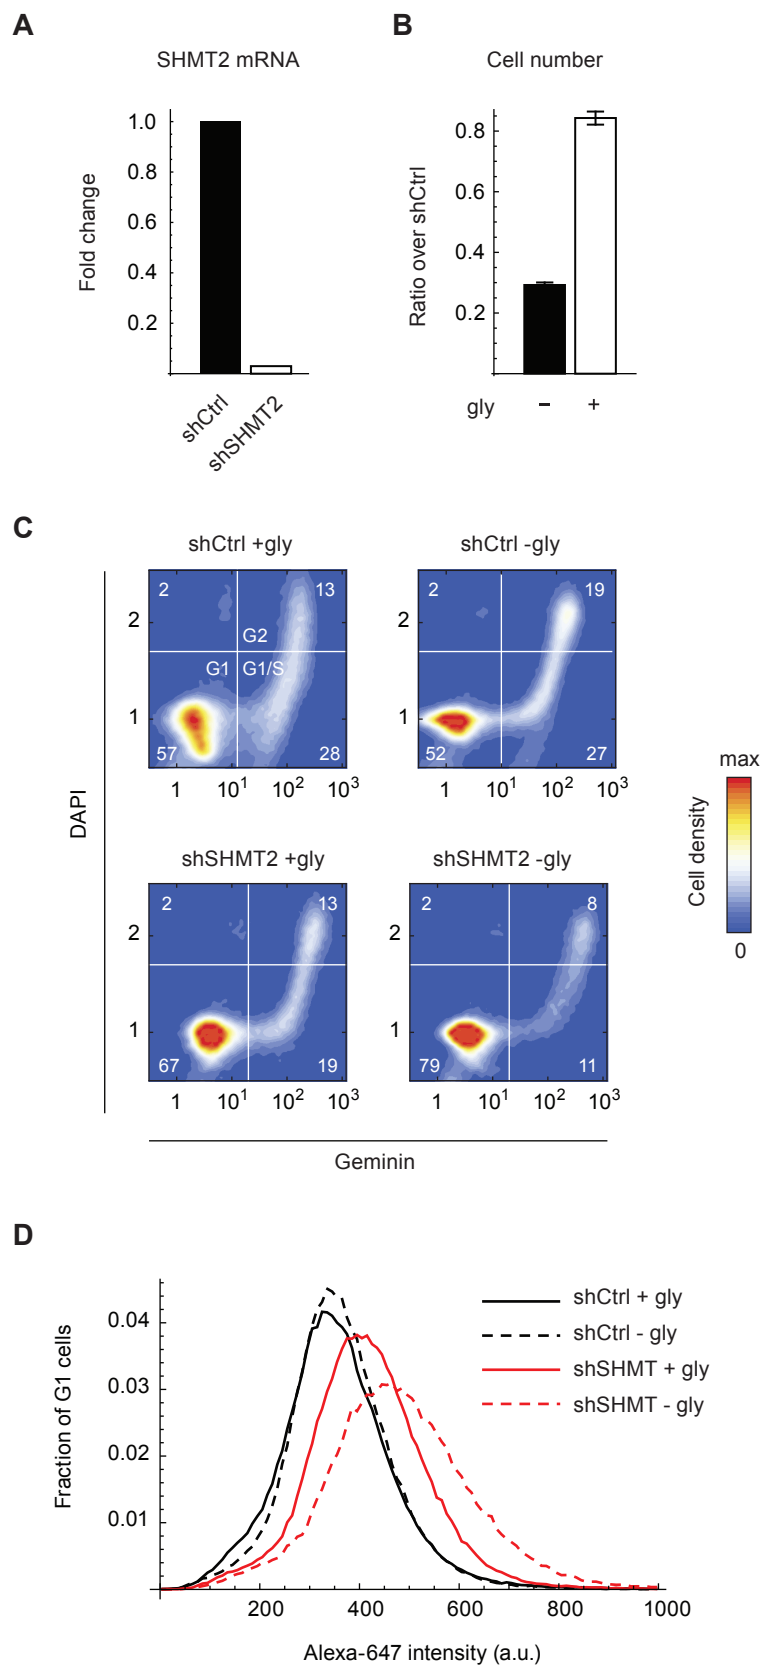 A
B
SHMT2 mRNA
Cell number
Fold change
1.0
0.8
0.6
0.4
0.2
shCtrl
shSHMT2
Ratio over shCtrl
0.8
0.6
0.4
0.2
gly
-
+
C
shCtrl +gly
shCtrl -gly
2
13
G2
G1
G1/S
57
28
2
1
1
10¹
10²
10³
2
19
52
27
2
1
1
10¹
10²
10³
DAPI
max
Cell density
0
shSHMT2 +gly
shSHMT2 -gly
2
13
67
19
2
1
1
10¹
10²
10³
2
8
79
11
2
1
1
10¹
10²
10³
Geminin
D
Fraction of G1 cells
0.04
0.03
0.02
0.01
shCtrl + gly
shCtrl - gly
shSHMT + gly
shSHMT - gly
200
400
600
800
1000
Alexa-647 intensity (a.u.)